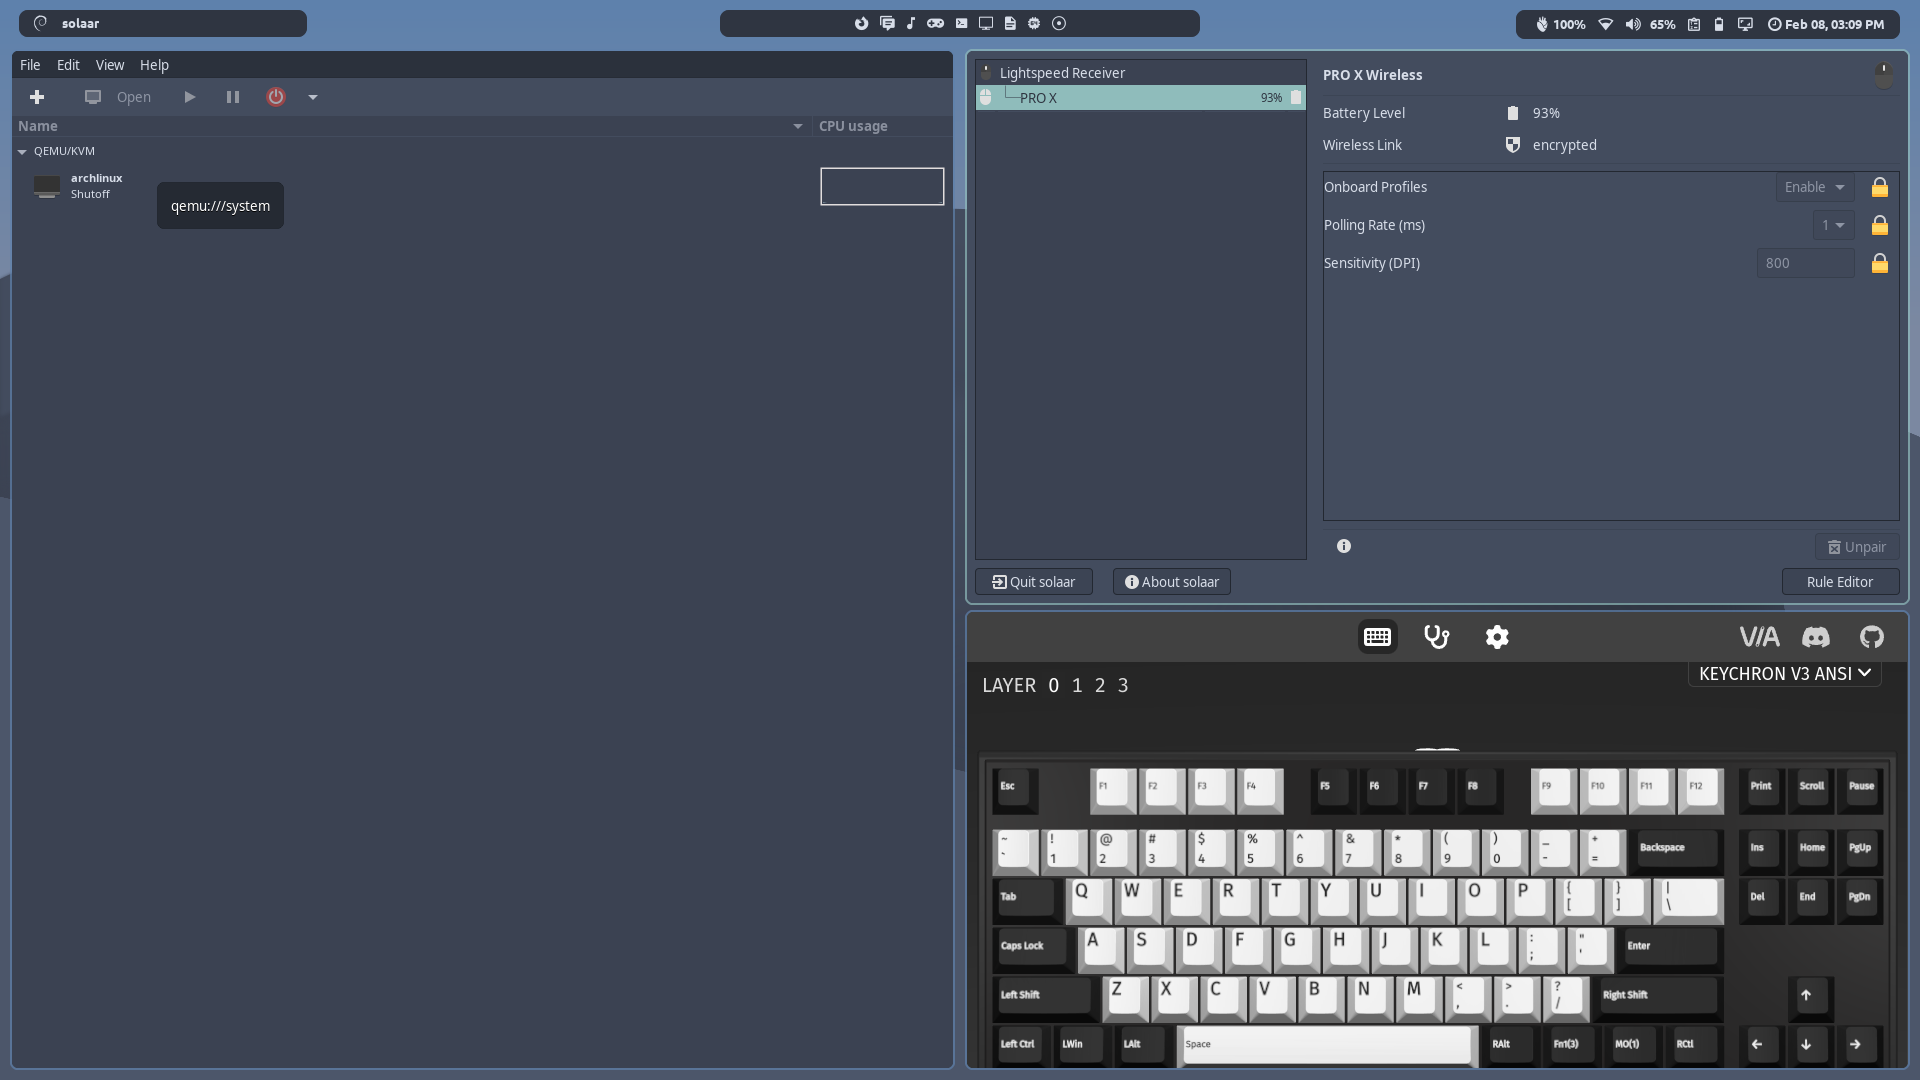 solaar
100%
65%
Feb 08, 03:09 PM
File Edit View Help
Open
Name
CPU usage
QEMU/KVM
archlinux
Shutoff
qemu:///system
Lightspeed Receiver
PRO X
93%
PRO X Wireless
Battery Level
93%
Wireless Link
encrypted
Onboard Profiles
Enable
Polling Rate (ms)
1
Sensitivity (DPI)
800
Unpair
Quit solaar
About solaar
Rule Editor
VIA
LAYER 0 1 2 3
KEYCHRON V3 ANSI
Esc F1 F2 F3 F4 F5 F6 F7 F8 F9 F10 F11 F12 Print Scroll Pause
~ ! @ # $ % ^ & * ( ) _ + Backspace Ins Home PgUp
` 1 2 3 4 5 6 7 8 9 0 - =
Tab Q W E R T Y U I O P { } | Del End PgDn
[ ] \
Caps Lock A S D F G H J K L : " Enter
; '
Left Shift Z X C V B N M < > ? Right Shift ↑
, . /
Left Ctrl LWin LAlt Space RAlt Fn1(3) MO(1) RCtl ← ↓ →